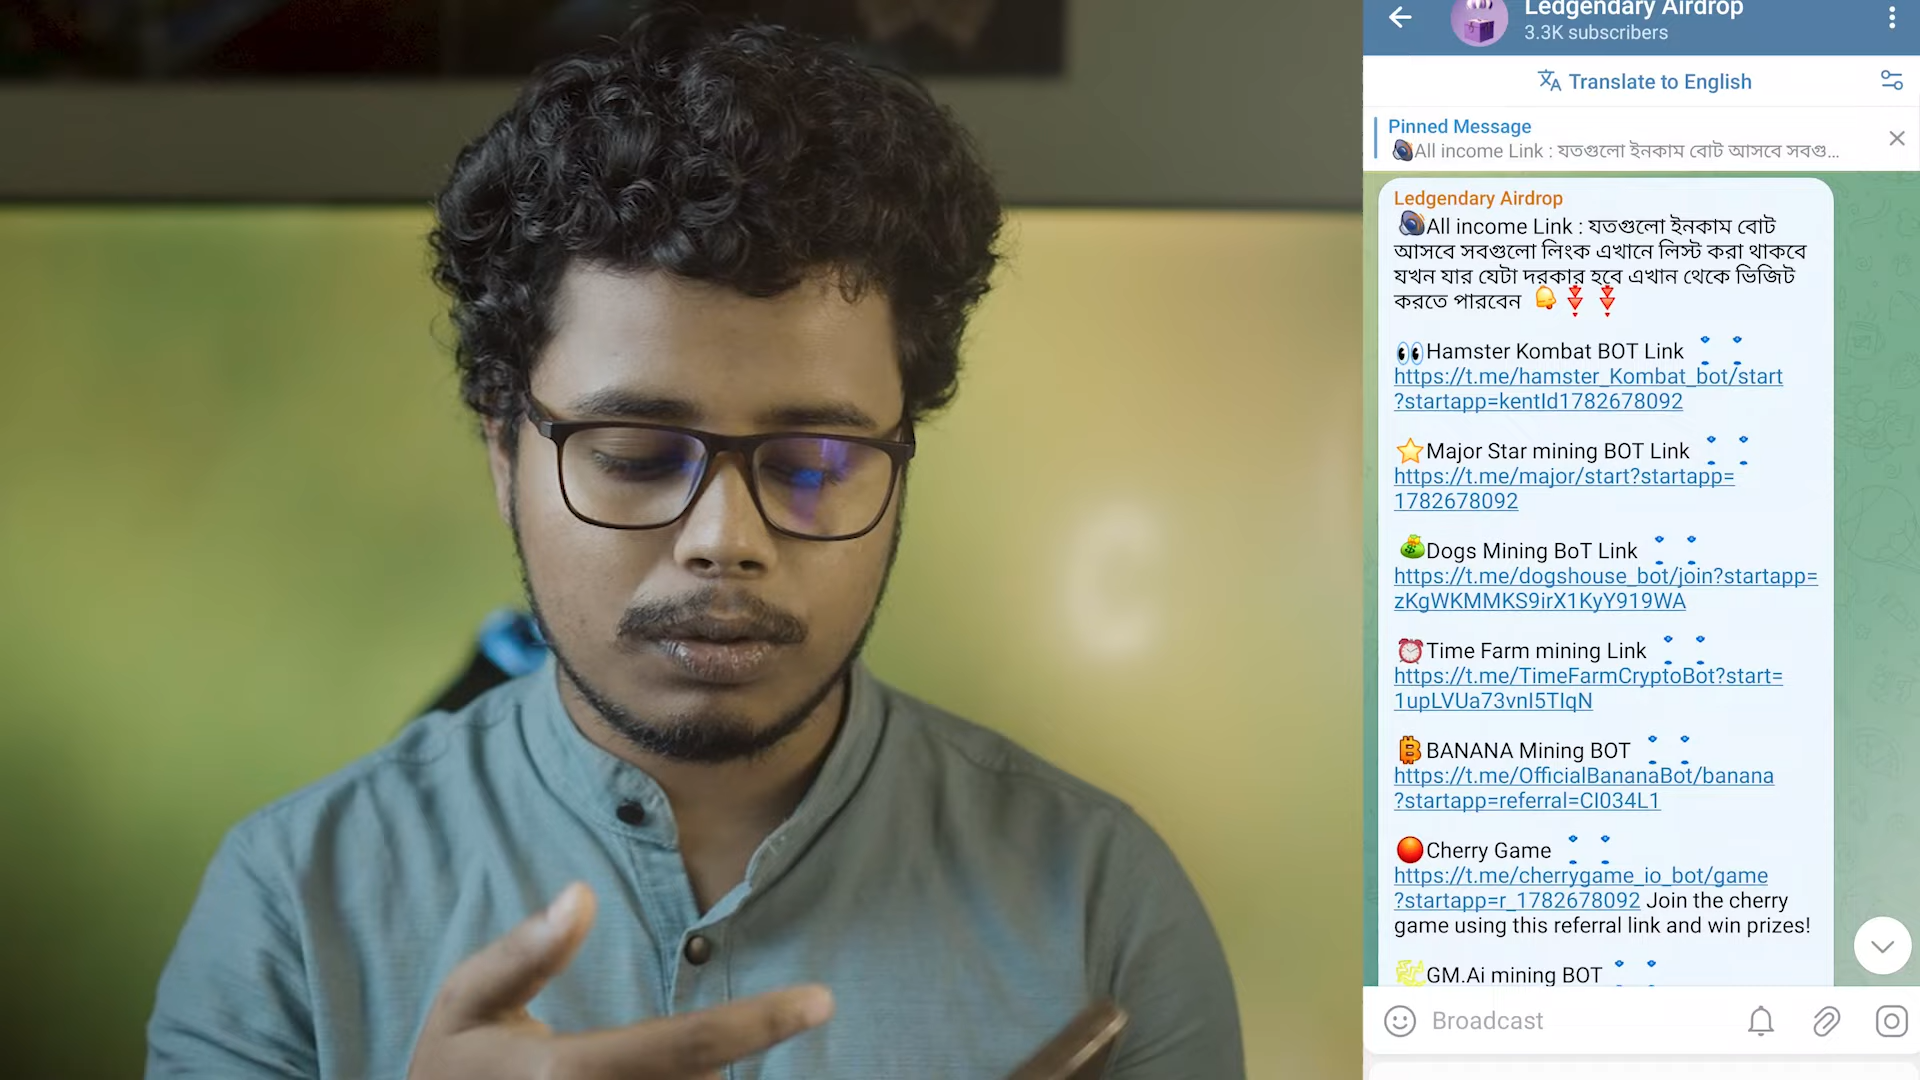 Ledgendary Airdrop
3.3K subscribers
Translate to English
Pinned Message
All income Link : যতগুলো ইনকাম বোট আসবে সবগু...
Ledgendary Airdrop
All income Link : যতগুলো ইনকাম বোট
আসবে সবগুলো লিংক এখানে লিস্ট করা থাকবে
যখন যার যেটা দরকার হবে এখান থেকে ভিজিট
করতে পারবেন
Hamster Kombat BOT Link
https://t.me/hamster_Kombat_bot/start
?startapp=kentId1782678092
Major Star mining BOT Link
https://t.me/major/start?startapp=
1782678092
Dogs Mining BoT Link
https://t.me/dogshouse_bot/join?startapp=
zKgWKMMKS9irX1KyY919WA
Time Farm mining Link
https://t.me/TimeFarmCryptoBot?start=
1upLVUa73vnI5TIqN
BANANA Mining BOT
https://t.me/OfficialBananaBot/banana
?startapp=referral=CI034L1
Cherry Game
https://t.me/cherrygame_io_bot/game
?startapp=r_1782678092 Join the cherry
game using this referral link and win prizes!
GM.Ai mining BOT
Broadcast